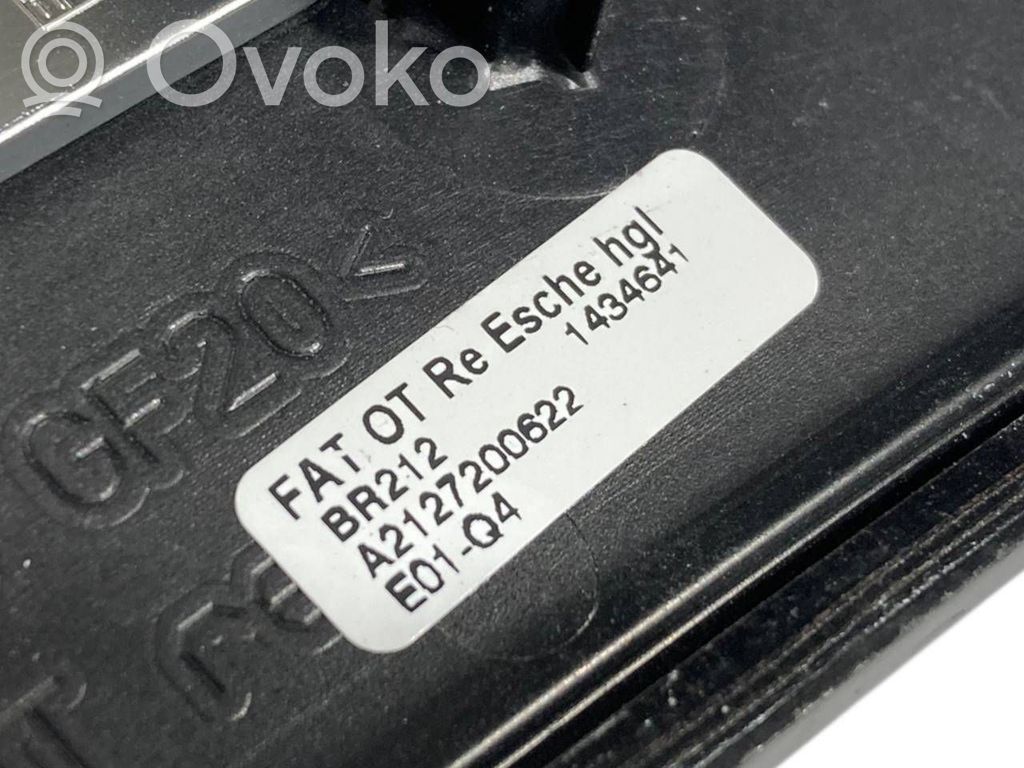 Ovoko
GF20<
FAT OT Re Esche hgl
1434641
BR212
A2127200622
E01-Q4